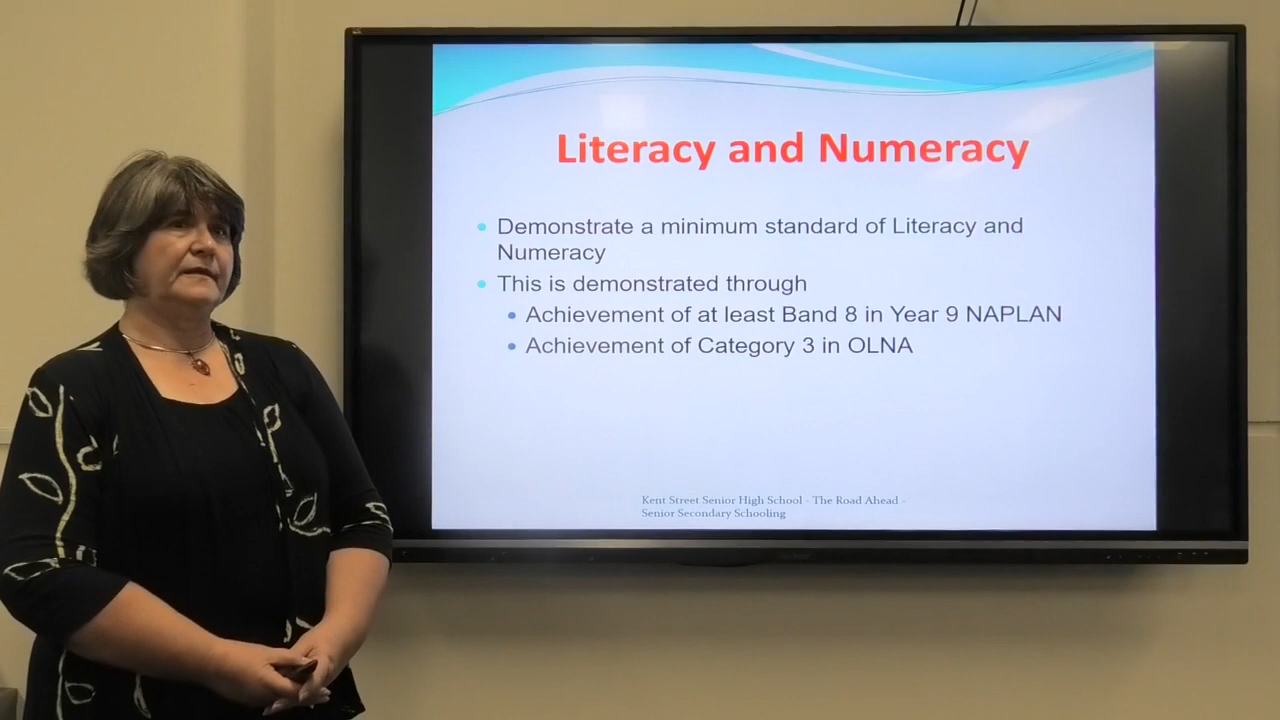 Literacy and Numeracy
Demonstrate a minimum standard of Literacy and
Numeracy
This is demonstrated through
Achievement of at least Band 8 in Year 9 NAPLAN
Achievement of Category 3 in OLNA
Kent Street Senior High School - The Road Ahead -
Senior Secondary Schooling